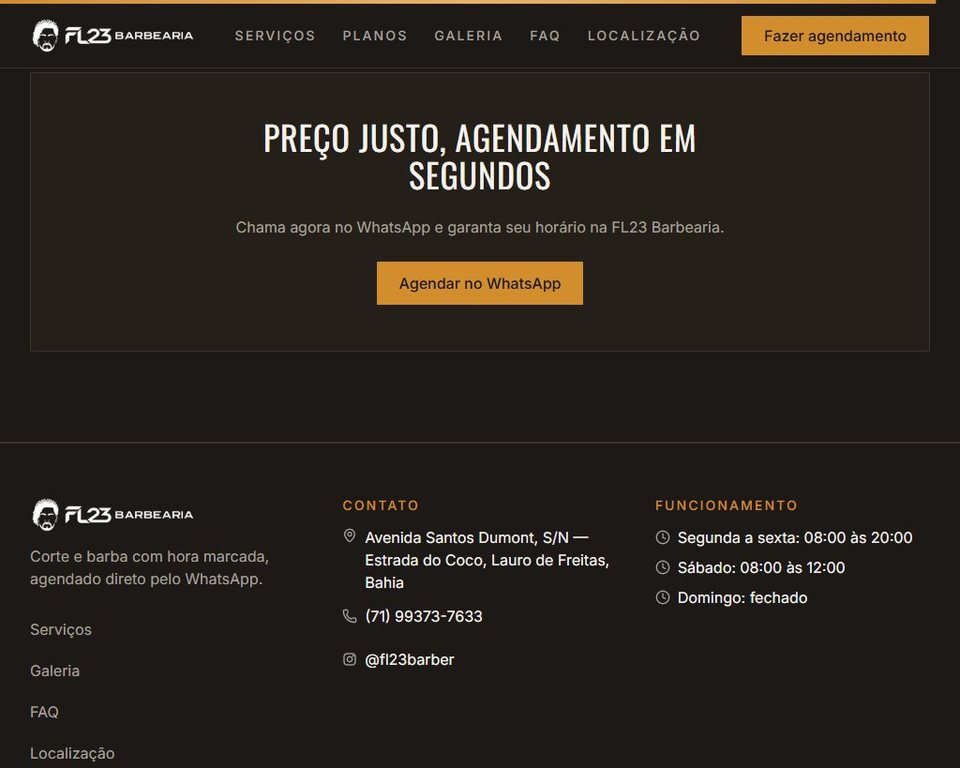 FL23 BARBEARIA
SERVIÇOS
PLANOS
GALERIA
FAQ
LOCALIZAÇÃO
Fazer agendamento
PREÇO JUSTO, AGENDAMENTO EM
SEGUNDOS
Chama agora no WhatsApp e garanta seu horário na FL23 Barbearia.
Agendar no WhatsApp
FL23 BARBEARIA
Corte e barba com hora marcada,
agendado direto pelo WhatsApp.
Serviços
Galeria
FAQ
Localização
CONTATO
Avenida Santos Dumont, S/N —
Estrada do Coco, Lauro de Freitas,
Bahia
(71) 99373-7633
@fl23barber
FUNCIONAMENTO
Segunda a sexta: 08:00 às 20:00
Sábado: 08:00 às 12:00
Domingo: fechado